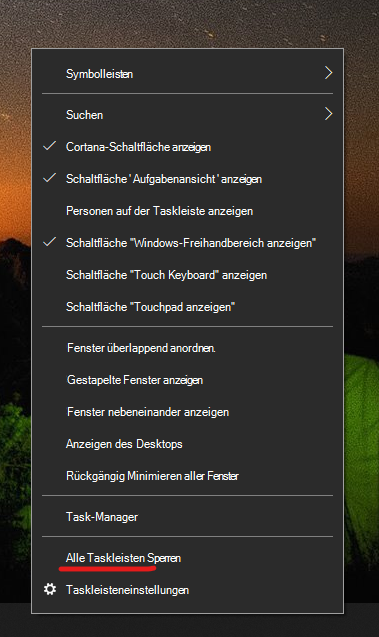 Symbolleisten
Suchen
Cortana-Schaltfläche anzeigen
Schaltfläche 'Aufgabenansicht' anzeigen
Personen auf der Taskleiste anzeigen
Schaltfläche "Windows-Freihandbereich anzeigen"
Schaltfläche "Touch Keyboard" anzeigen
Schaltfläche "Touchpad anzeigen"
Fenster überlappend anordnen.
Gestapelte Fenster anzeigen
Fenster nebeneinander anzeigen
Anzeigen des Desktops
Rückgängig Minimieren aller Fenster
Task-Manager
Alle Taskleisten Sperren
Taskleisteneinstellungen